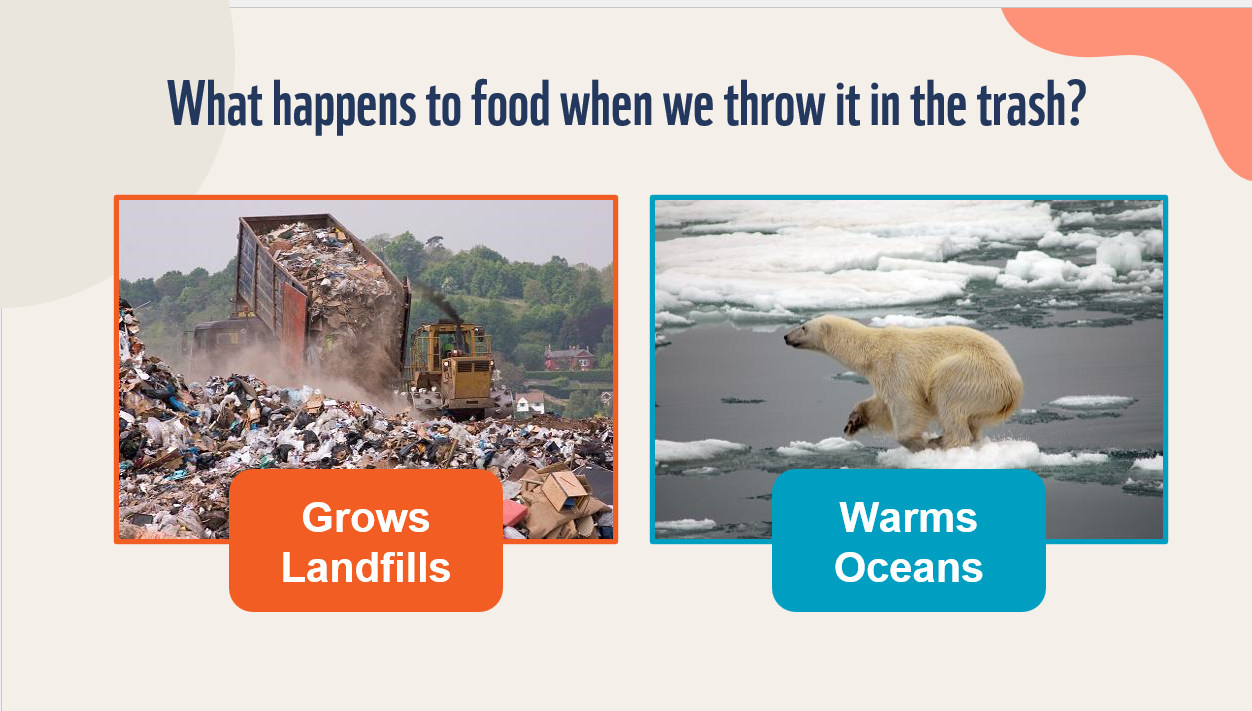 What happens to food when we throw it in the trash?
Grows
Landfills
Warms
Oceans